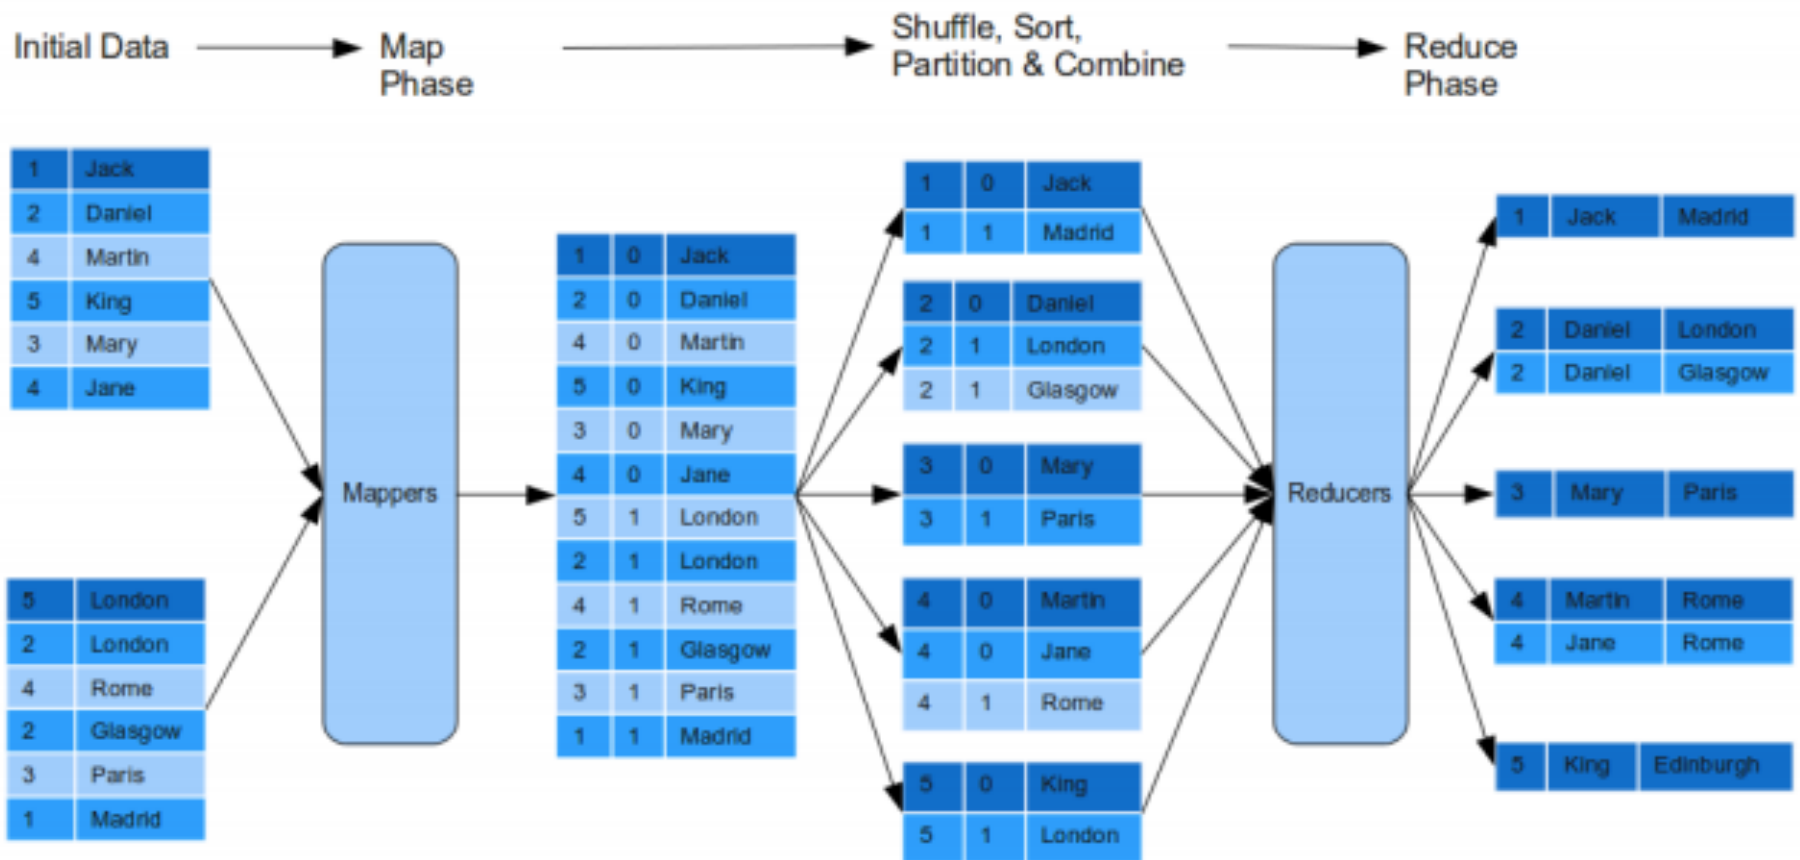 Initial Data
Map
Phase
Shuffle, Sort,
Partition & Combine
Reduce
Phase
1 Jack
2 Daniel
4 Martin
5 King
3 Mary
4 Jane
5 London
2 London
4 Rome
2 Glasgow
3 Paris
1 Madrid
Mappers
1 0 Jack
2 0 Daniel
4 0 Martin
5 0 King
3 0 Mary
4 0 Jane
5 1 London
2 1 London
4 1 Rome
2 1 Glasgow
3 1 Paris
1 1 Madrid
1 0 Jack
1 1 Madrid
2 0 Daniel
2 1 London
2 1 Glasgow
3 0 Mary
3 1 Paris
4 0 Martin
4 0 Jane
4 1 Rome
5 0 King
5 1 London
Reducers
1 Jack Madrid
2 Daniel London
2 Daniel Glasgow
3 Mary Paris
4 Martin Rome
4 Jane Rome
5 King Edinburgh